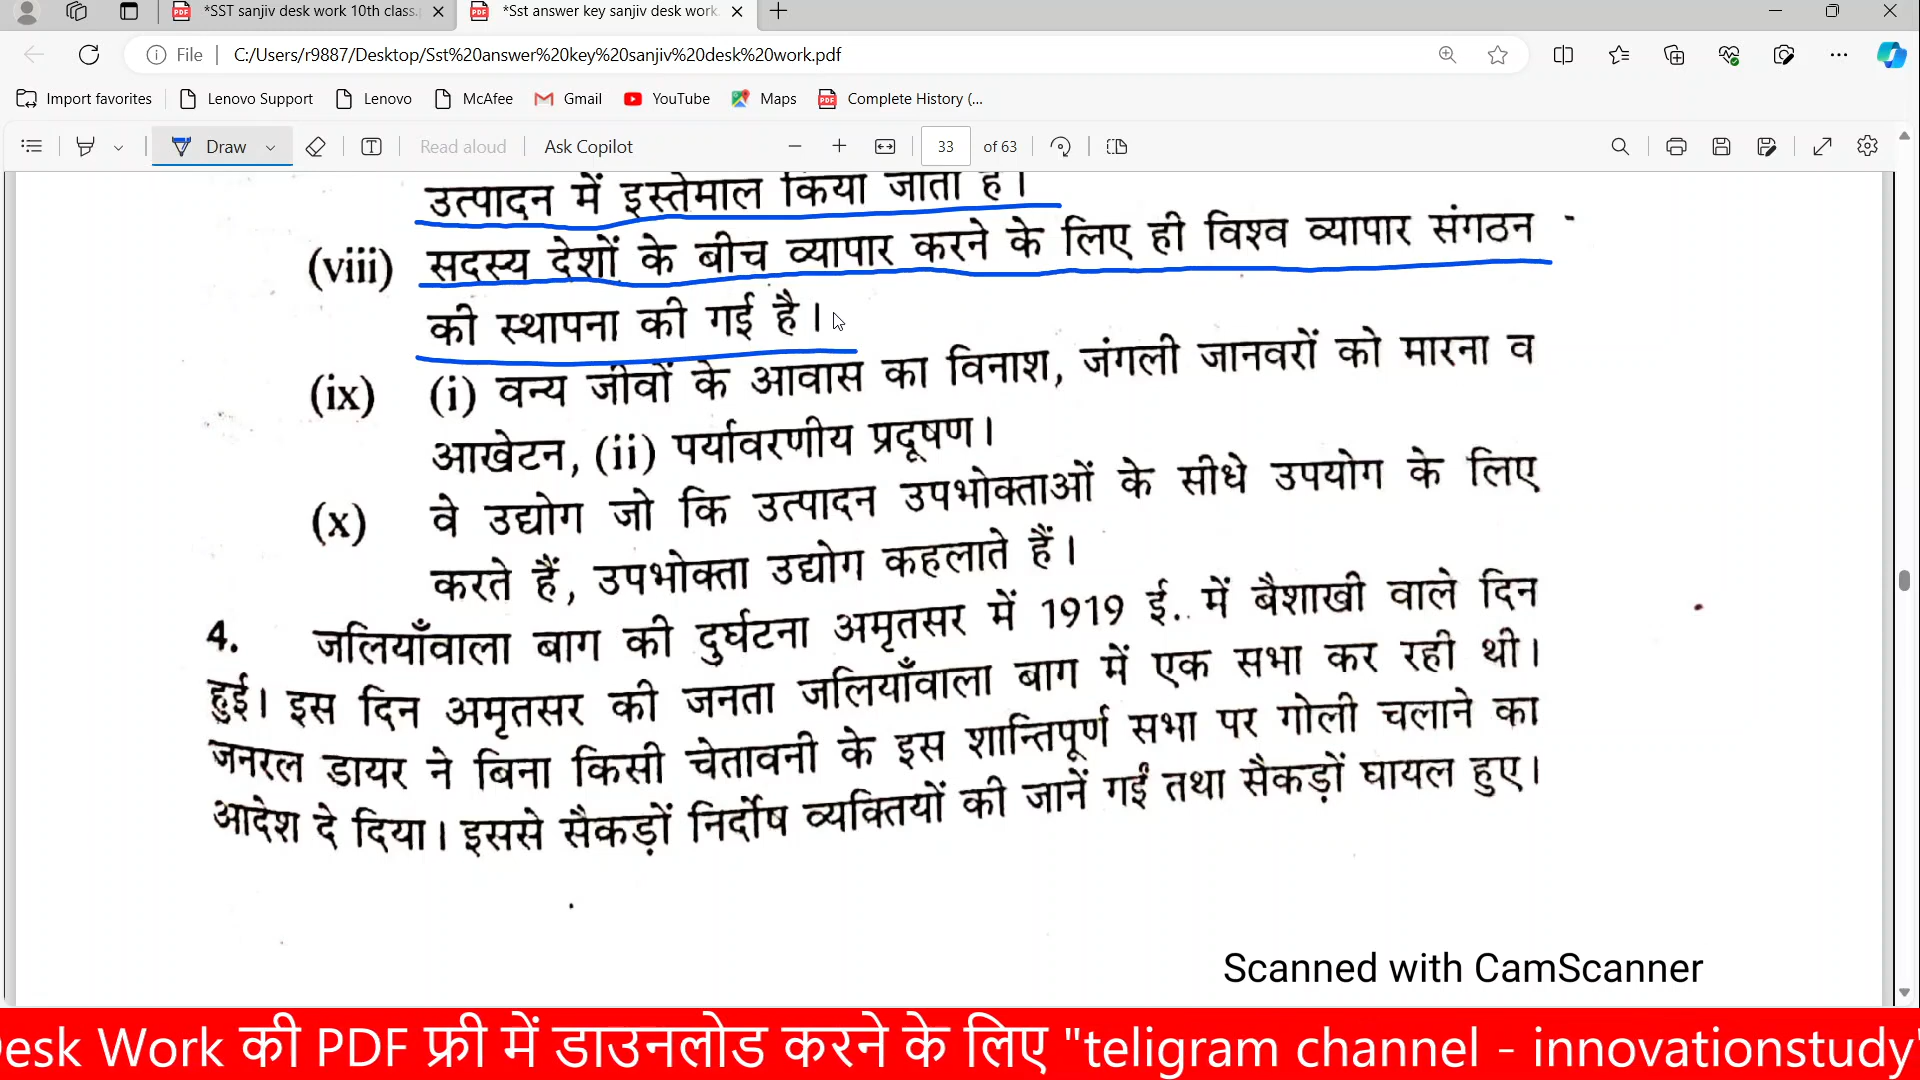 *SST sanjiv desk work 10th class.
*Sst answer key sanjiv desk work.
File
C:/Users/r9887/Desktop/Sst%20answer%20key%20sanjiv%20desk%20work.pdf
Import favorites
Lenovo Support
Lenovo
McAfee
Gmail
YouTube
Maps
Complete History (...
Draw
Read aloud
Ask Copilot
33 of 63
उत्पादन में इस्तेमाल किया जाता है।
(viii) सदस्य देशों के बीच व्यापार करने के लिए ही विश्व व्यापार संगठन
की स्थापना की गई है।
(ix) (i) वन्य जीवों के आवास का विनाश, जंगली जानवरों को मारना व
आखेटन, (ii) पर्यावरणीय प्रदूषण।
(x) वे उद्योग जो कि उत्पादन उपभोक्ताओं के सीधे उपयोग के लिए
करते हैं, उपभोक्ता उद्योग कहलाते हैं।
4. जलियाँवाला बाग की दुर्घटना अमृतसर में 1919 ई. में बैशाखी वाले दिन
हुई। इस दिन अमृतसर की जनता जलियाँवाला बाग में एक सभा कर रही थी।
जनरल डायर ने बिना किसी चेतावनी के इस शान्तिपूर्ण सभा पर गोली चलाने का
आदेश दे दिया। इससे सैकड़ों निर्दोष व्यक्तियों की जानें गईं तथा सैकड़ों घायल हुए।
Scanned with CamScanner
esk Work की PDF फ्री में डाउनलोड करने के लिए "teligram channel - innovationstudy"